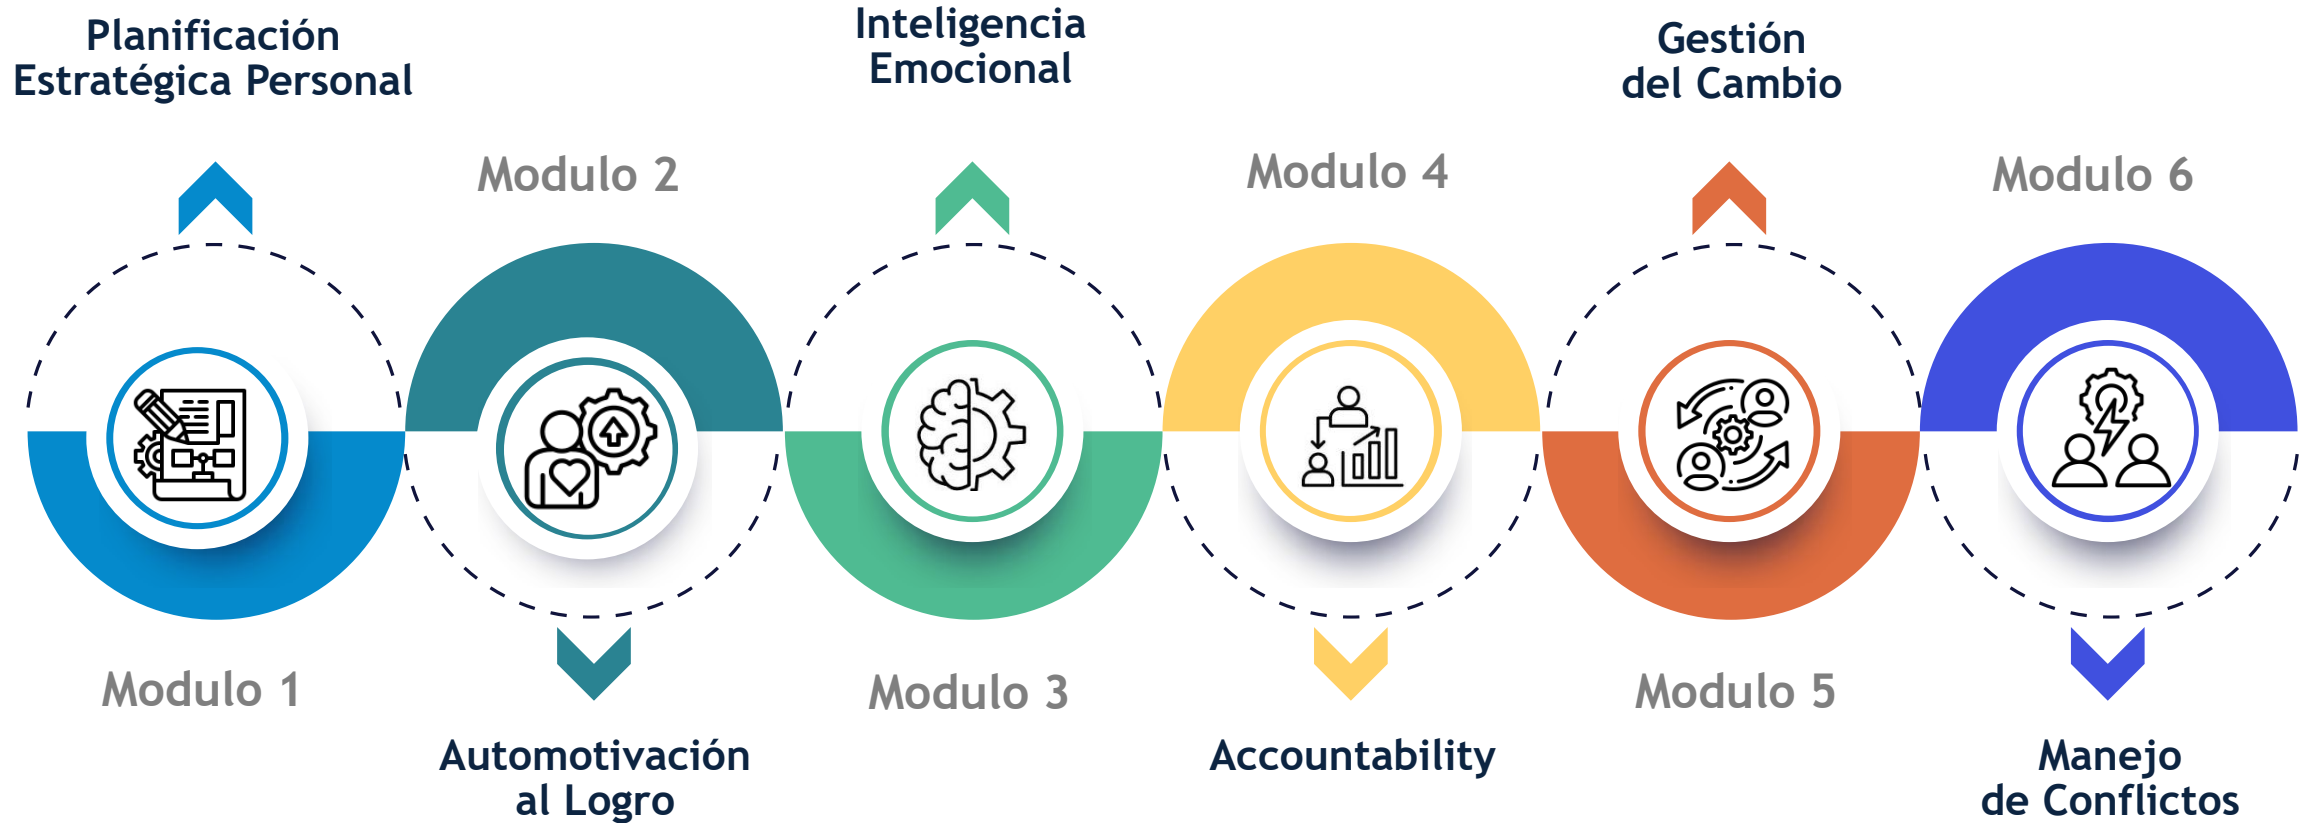 Planificación
Estratégica Personal
Modulo 1
Modulo 2
Automotivación
al Logro
Inteligencia
Emocional
Modulo 3
Modulo 4
Accountability
Gestión
del Cambio
Modulo 5
Modulo 6
Manejo
de Conflictos